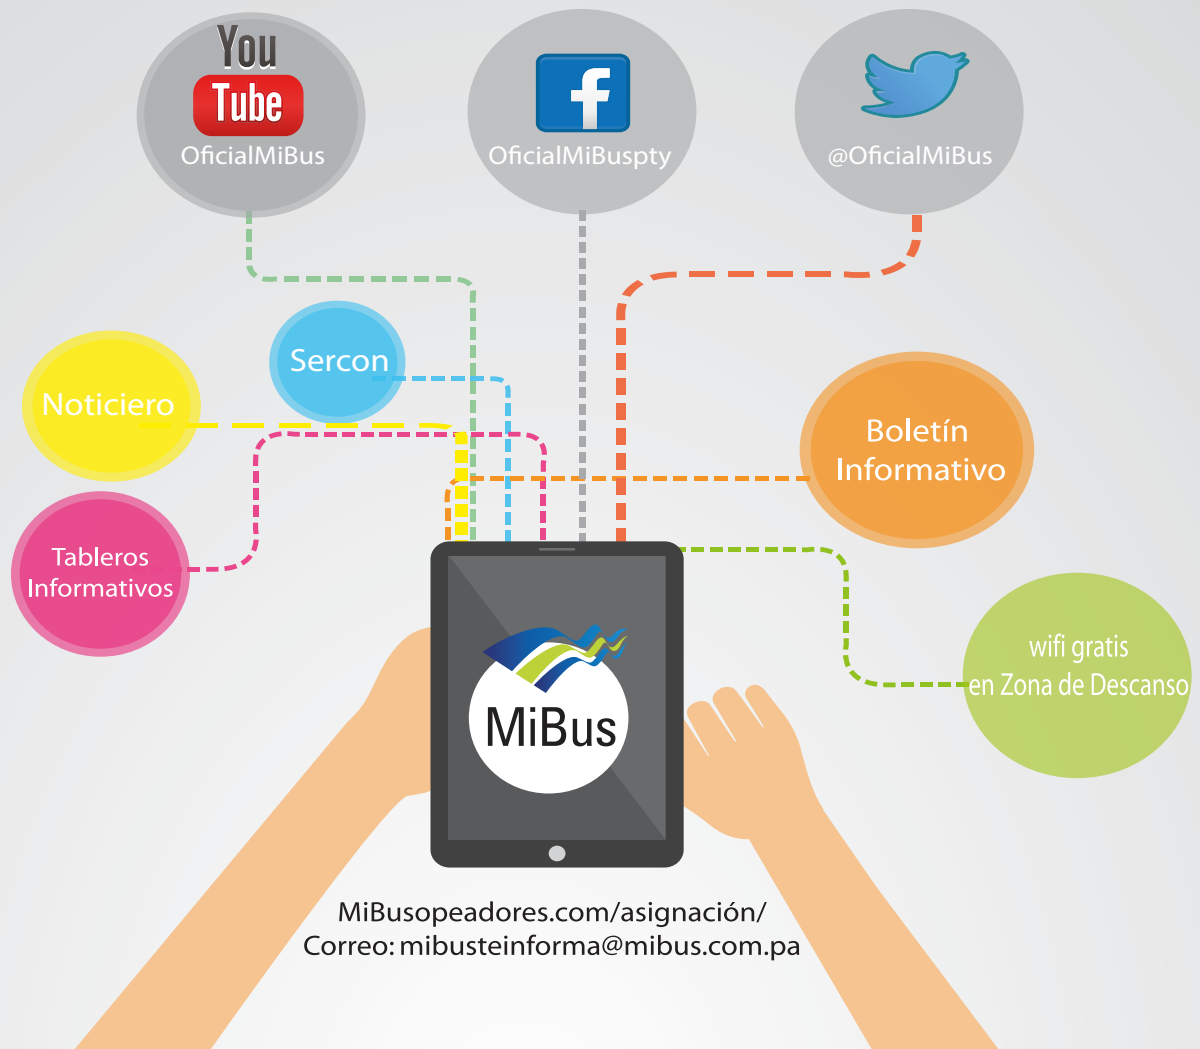 You
Tube
OficialMiBus
OficialMiBuspty
@OficialMiBus
Sercon
Noticiero
Boletín
Informativo
Tableros
Informativos
wifi gratis
en Zona de Descanso
MiBus
MiBusopeadores.com/asignación/
Correo: mibusteinforma@mibus.com.pa